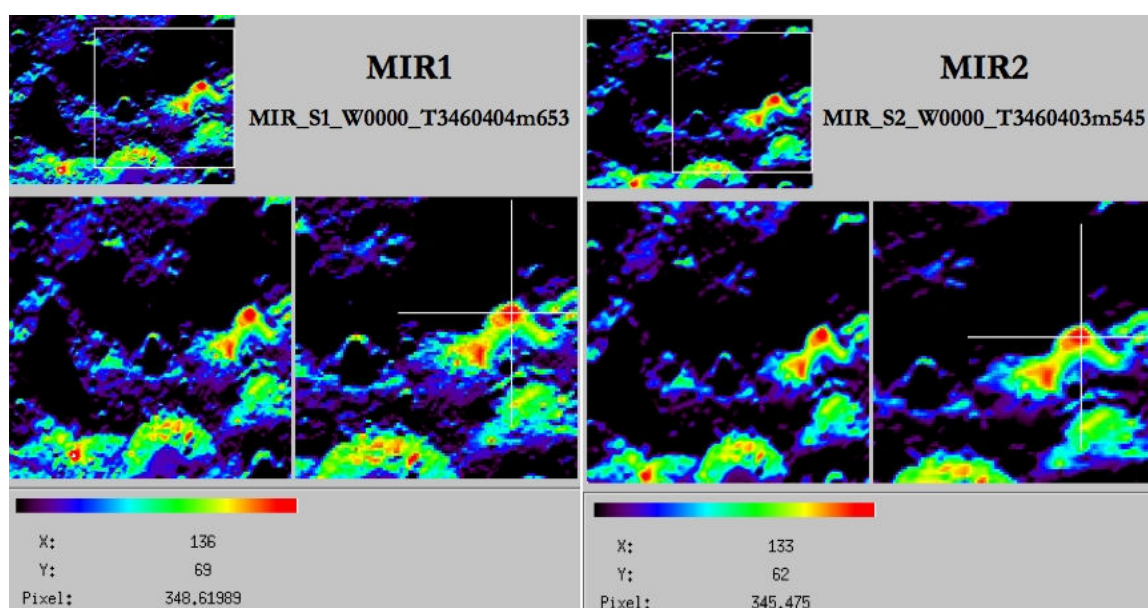 MIR1
MIR_S1_W0000_T3460404m653
MIR2
MIR_S2_W0000_T3460403m545
X: 136
Y: 69
Pixel: 348.61989
X: 133
Y: 62
Pixel: 345.475